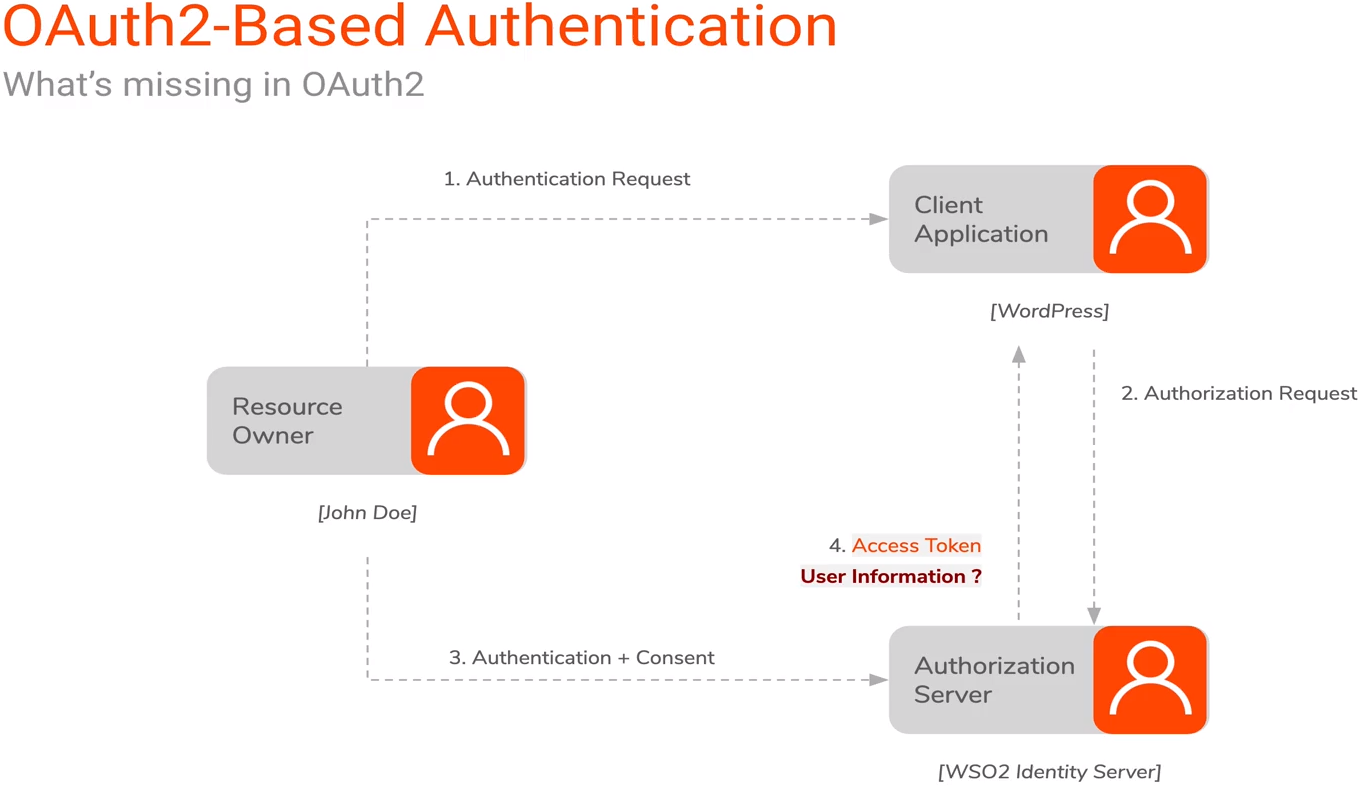 OAuth2-Based Authentication
What’s missing in OAuth2
1. Authentication Request
Client
Application
[WordPress]
2. Authorization Request
Resource
Owner
[John Doe]
4. Access Token
User Information ?
3. Authentication + Consent
Authorization
Server
[WSO2 Identity Server]